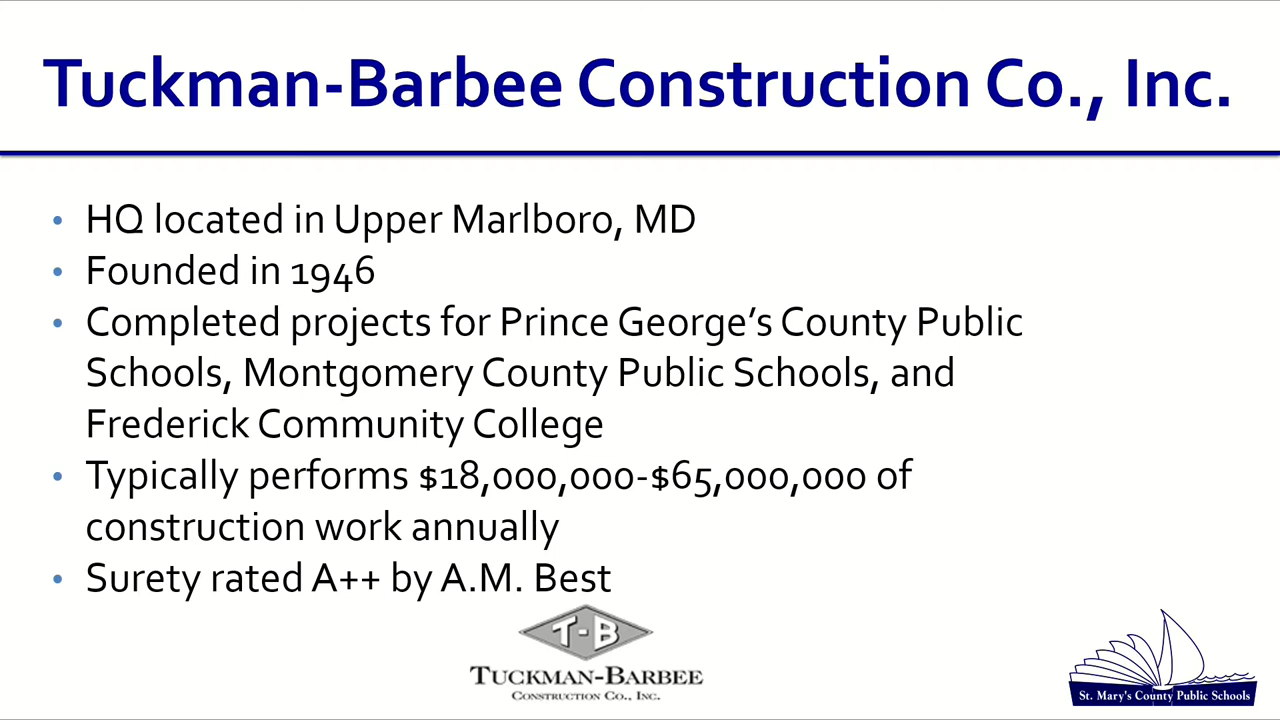 Tuckman-Barbee Construction Co., Inc.
• HQ located in Upper Marlboro, MD
• Founded in 1946
• Completed projects for Prince George’s County Public
Schools, Montgomery County Public Schools, and
Frederick Community College
• Typically performs $18,000,000-$65,000,000 of
construction work annually
• Surety rated A++ by A.M. Best
T-B
TUCKMAN-BARBEE
CONSTRUCTION CO., INC.
St. Mary's County Public Schools